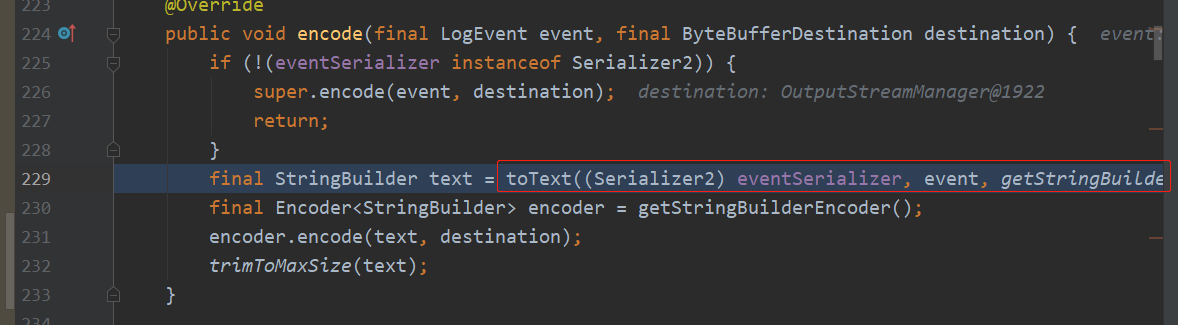 223 @Override
224 public void encode(final LogEvent event, final ByteBufferDestination destination) { event:
225 if (!(eventSerializer instanceof Serializer2)) {
226 super.encode(event, destination); destination: OutputStreamManager@1922
227 return;
228 }
229 final StringBuilder text = toText((Serializer2) eventSerializer, event, getStringBuilde
230 final Encoder<StringBuilder> encoder = getStringBuilderEncoder();
231 encoder.encode(text, destination);
232 trimToMaxSize(text);
233 }
234